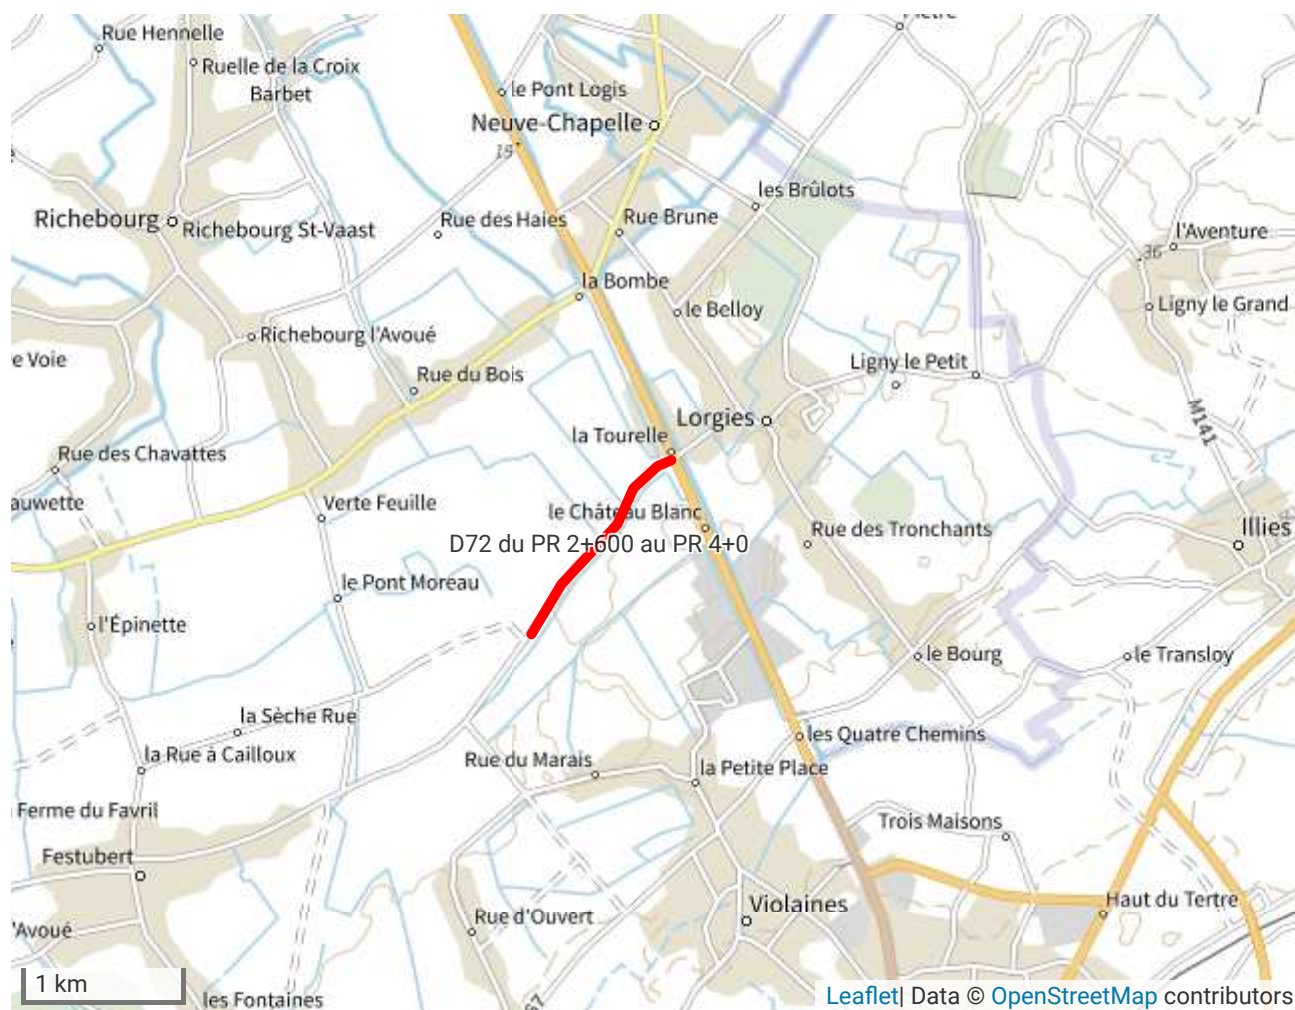 Rue Hennelle
Ruelle de la Croix
Barbet
le Pont Logis
Neuve-Chapelle
19
les Brûlots
Richebourg
Richebourg St-Vaast
Rue des Haies
Rue Brune
l'Aventure
36
la Bombe
Ligny le Grand
le Belloy
Richebourg l'Avoué
e Voie
Ligny le Petit
Rue du Bois
M141
Lorgies
la Tourelle
Rue des Chavattes
auwette
Verte Feuille
le Château Blanc
Rue des Tronchants
Illies
D72 du PR 2+600 au PR 4+0
le Pont Moreau
l'Épinette
le Bourg
le Transloy
la Sèche Rue
les Quatre Chemins
la Rue à Cailloux
Rue du Marais
la Petite Place
Ferme du Favril
Trois Maisons
Festubert
Haut du Tertre
Violaines
Rue d'Ouvert
'Avoué
1 km
les Fontaines
67
Leaflet| Data © OpenStreetMap contributors